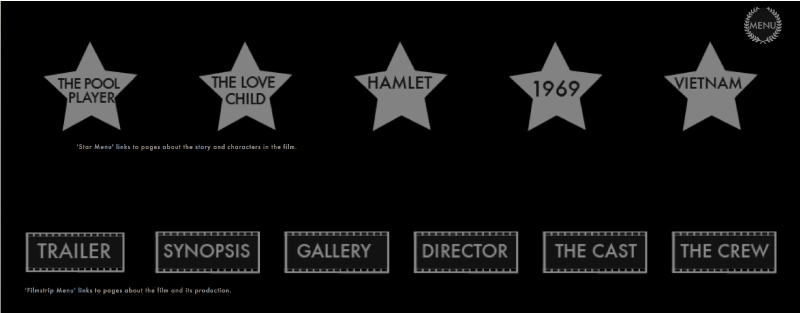 MENU
THE POOL
PLAYER
THE LOVE
CHILD
HAMLET
1969
VIETNAM
'Star Menu' links to pages about the story and characters in the film.
TRAILER
SYNOPSIS
GALLERY
DIRECTOR
THE CAST
THE CREW
'Filmstrip Menu' links to pages about the film and its production.